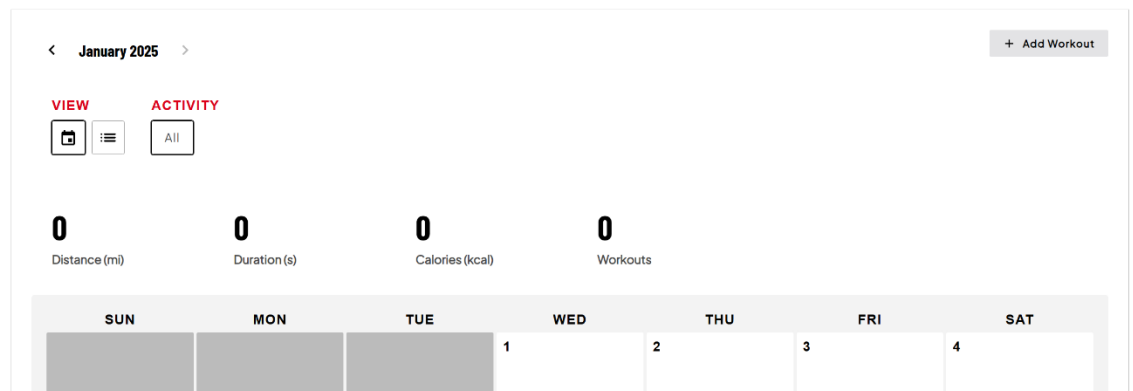 January 2025
+ Add Workout
VIEW ACTIVITY
All
0 0 0 0
Distance (mi) Duration (s) Calories (kcal) Workouts
SUN MON TUE WED THU FRI SAT
1 2 3 4